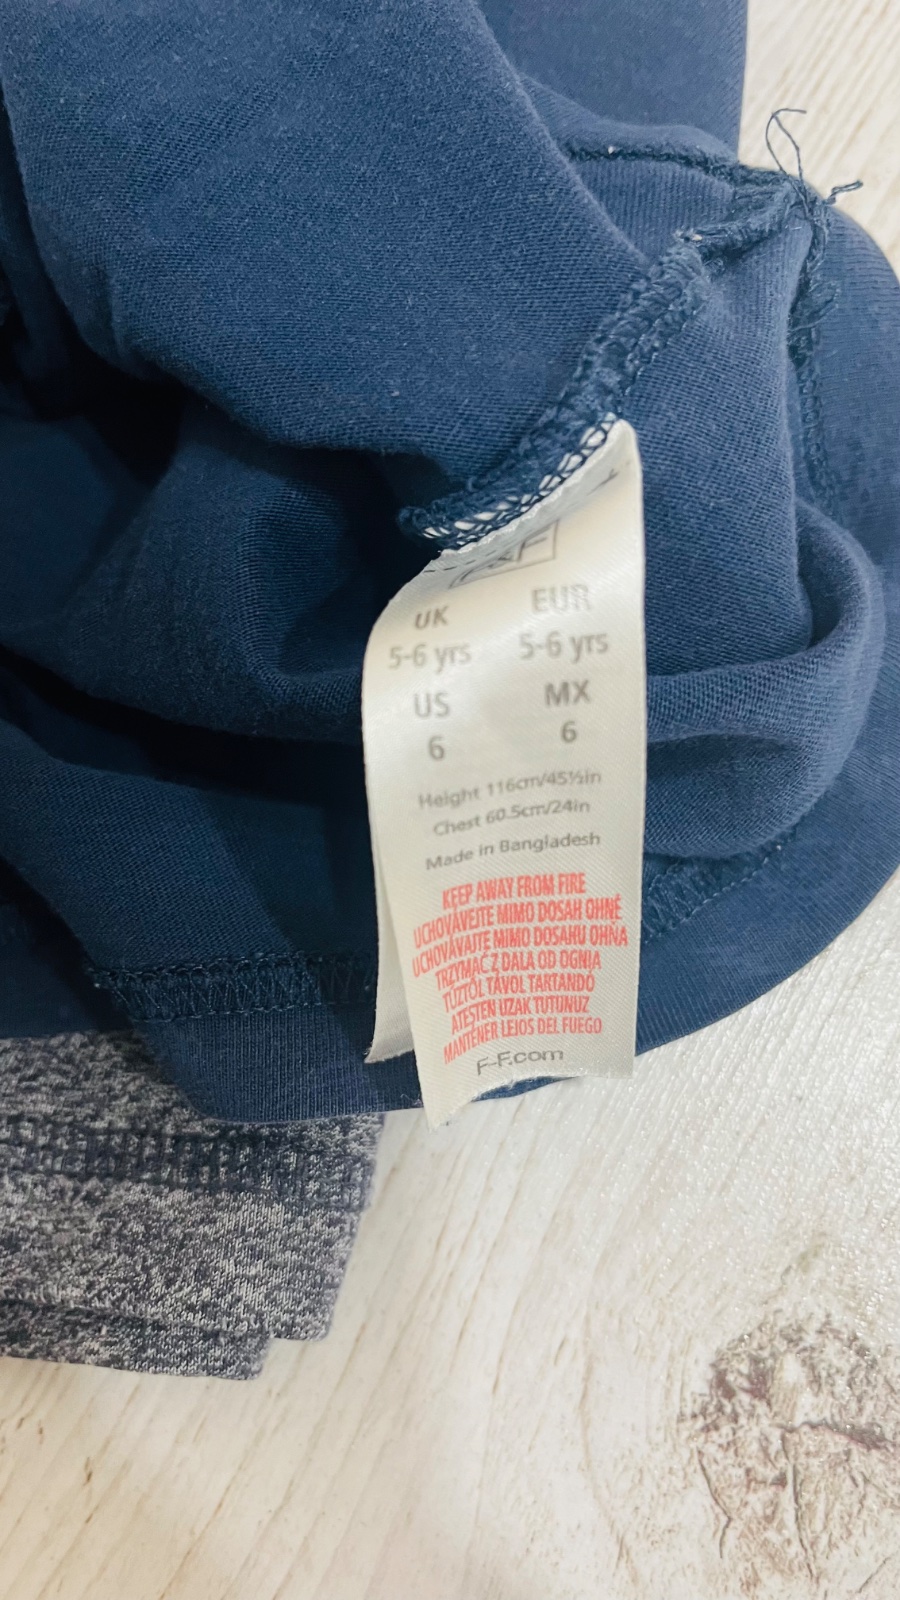 F&F
UK EUR
5-6 yrs 5-6 yrs
US MX
6 6
Height 116cm/45½in
Chest 60.5cm/24in
Made in Bangladesh
KEEP AWAY FROM FIRE
UCHOVÁVEJTE MIMO DOSAH OHNĚ
UCHOVÁVAJTE MIMO DOSAHU OHŇA
TRZYMAĆ Z DALA OD OGNIA
TŰZTŐL TÁVOL TARTANDÓ
ATEŞTEN UZAK TUTUNUZ
MANTENER LEJOS DEL FUEGO
F-F.com